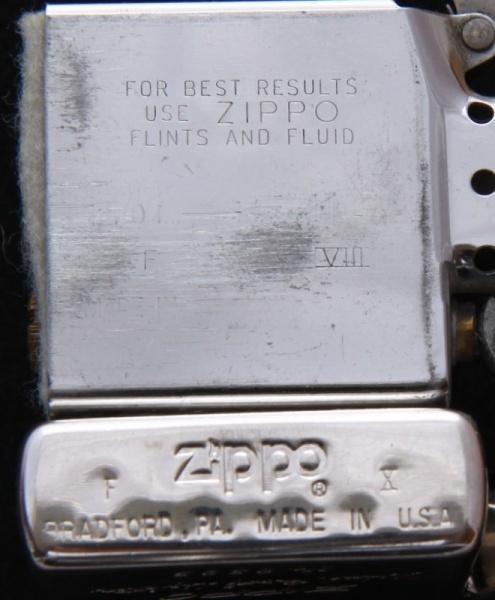 FOR BEST RESULTS
USE ZIPPO
FLINTS AND FLUID
F VIII
Zippo ®
F X
BRADFORD, PA. MADE IN U.S.A.